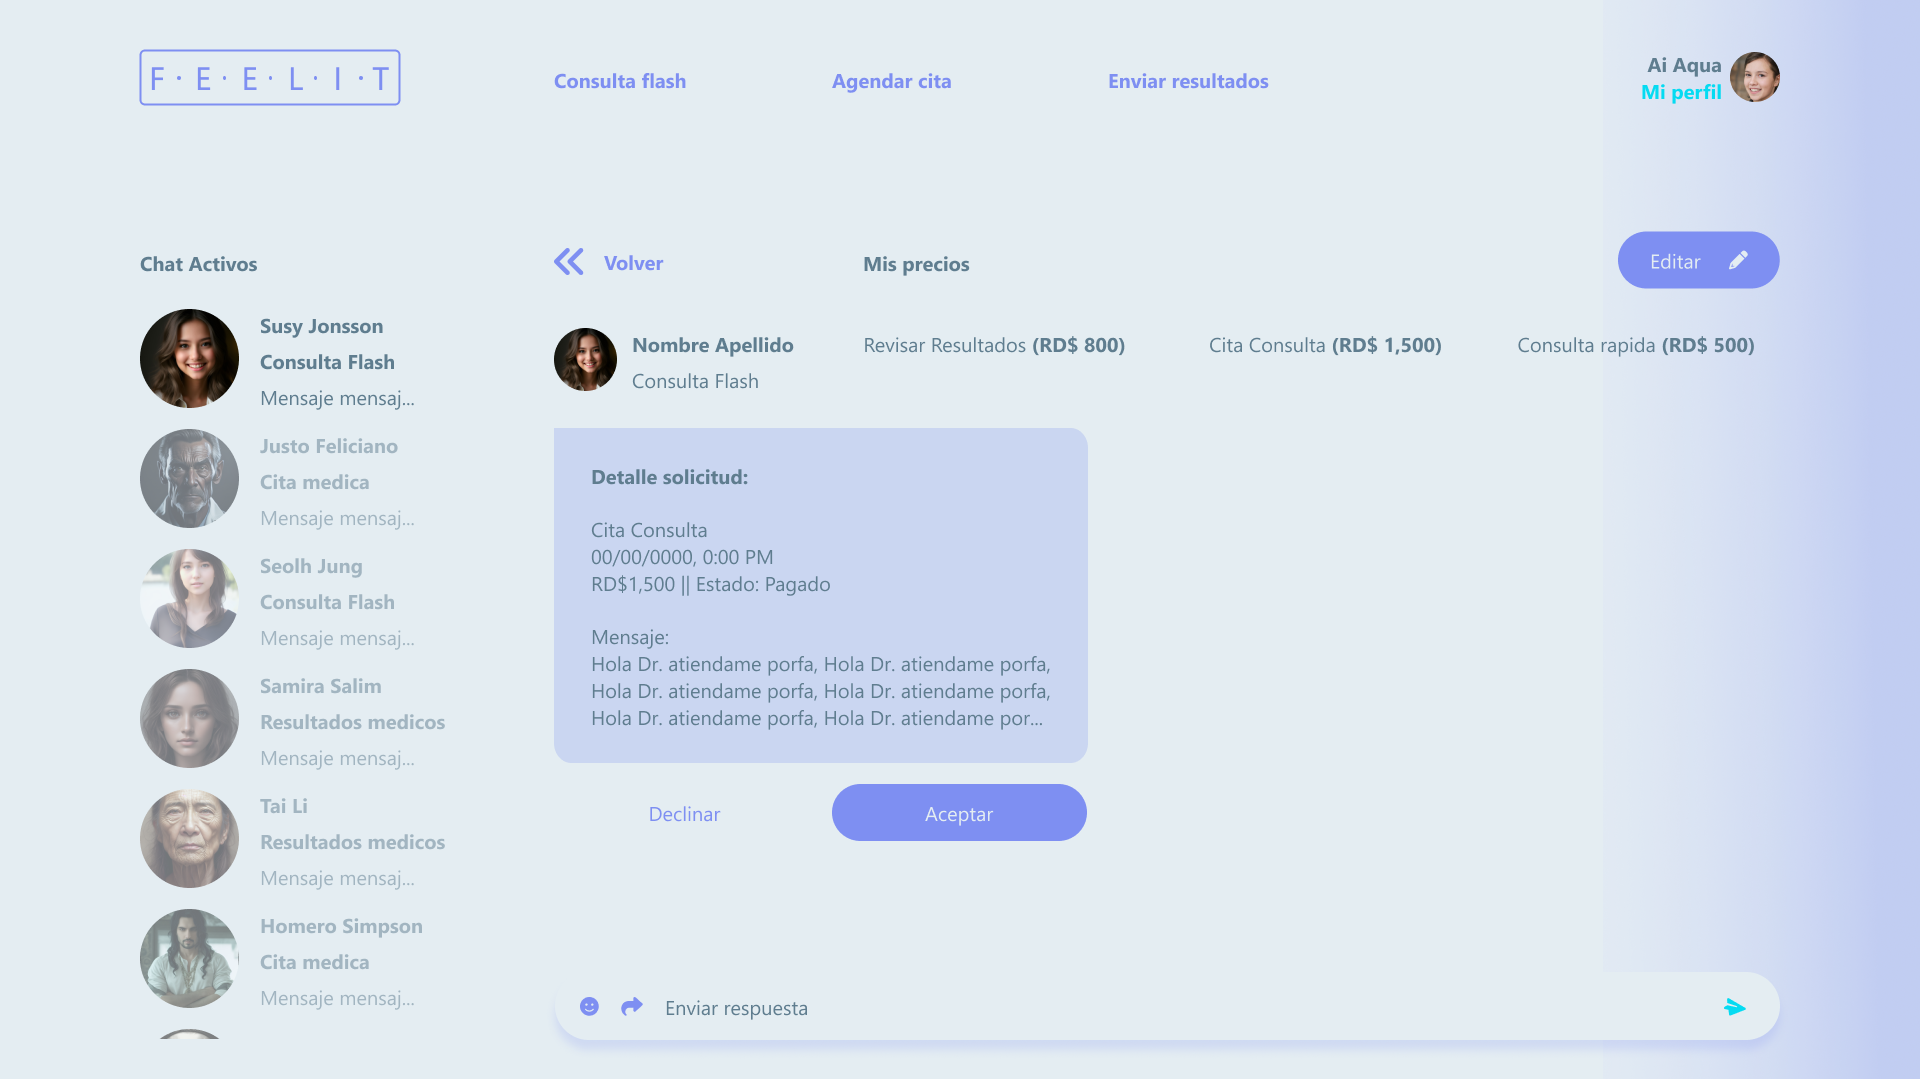 F·E·E·L·I·T
Consulta flash
Agendar cita
Enviar resultados
Ai Aqua
Mi perfil
Chat Activos
Susy Jonsson
Consulta Flash
Mensaje mensaj...
Justo Feliciano
Cita medica
Mensaje mensaj...
Seolh Jung
Consulta Flash
Mensaje mensaj...
Samira Salim
Resultados medicos
Mensaje mensaj...
Tai Li
Resultados medicos
Mensaje mensaj...
Homero Simpson
Cita medica
Mensaje mensaj...
Volver
Mis precios
Editar
Nombre Apellido
Consulta Flash
Revisar Resultados (RD$ 800)
Cita Consulta (RD$ 1,500)
Consulta rapida (RD$ 500)
Detalle solicitud:
Cita Consulta
00/00/0000, 0:00 PM
RD$1,500 || Estado: Pagado
Mensaje:
Hola Dr. atiendame porfa, Hola Dr. atiendame porfa,
Hola Dr. atiendame porfa, Hola Dr. atiendame porfa,
Hola Dr. atiendame porfa, Hola Dr. atiendame por...
Declinar
Aceptar
Enviar respuesta